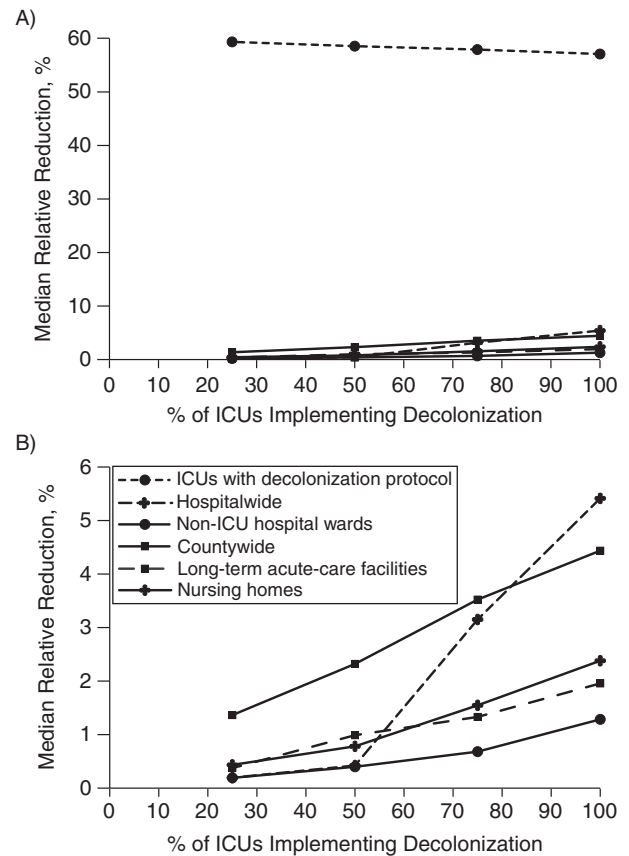 A)
Median Relative Reduction, %
60
50
40
30
20
10
0
0 10 20 30 40 50 60 70 80 90 100
% of ICUs Implementing Decolonization
B)
Median Relative Reduction, %
6
5
4
3
2
1
0
ICUs with decolonization protocol
Hospitalwide
Non-ICU hospital wards
Countywide
Long-term acute-care facilities
Nursing homes
0 10 20 30 40 50 60 70 80 90 100
% of ICUs Implementing Decolonization